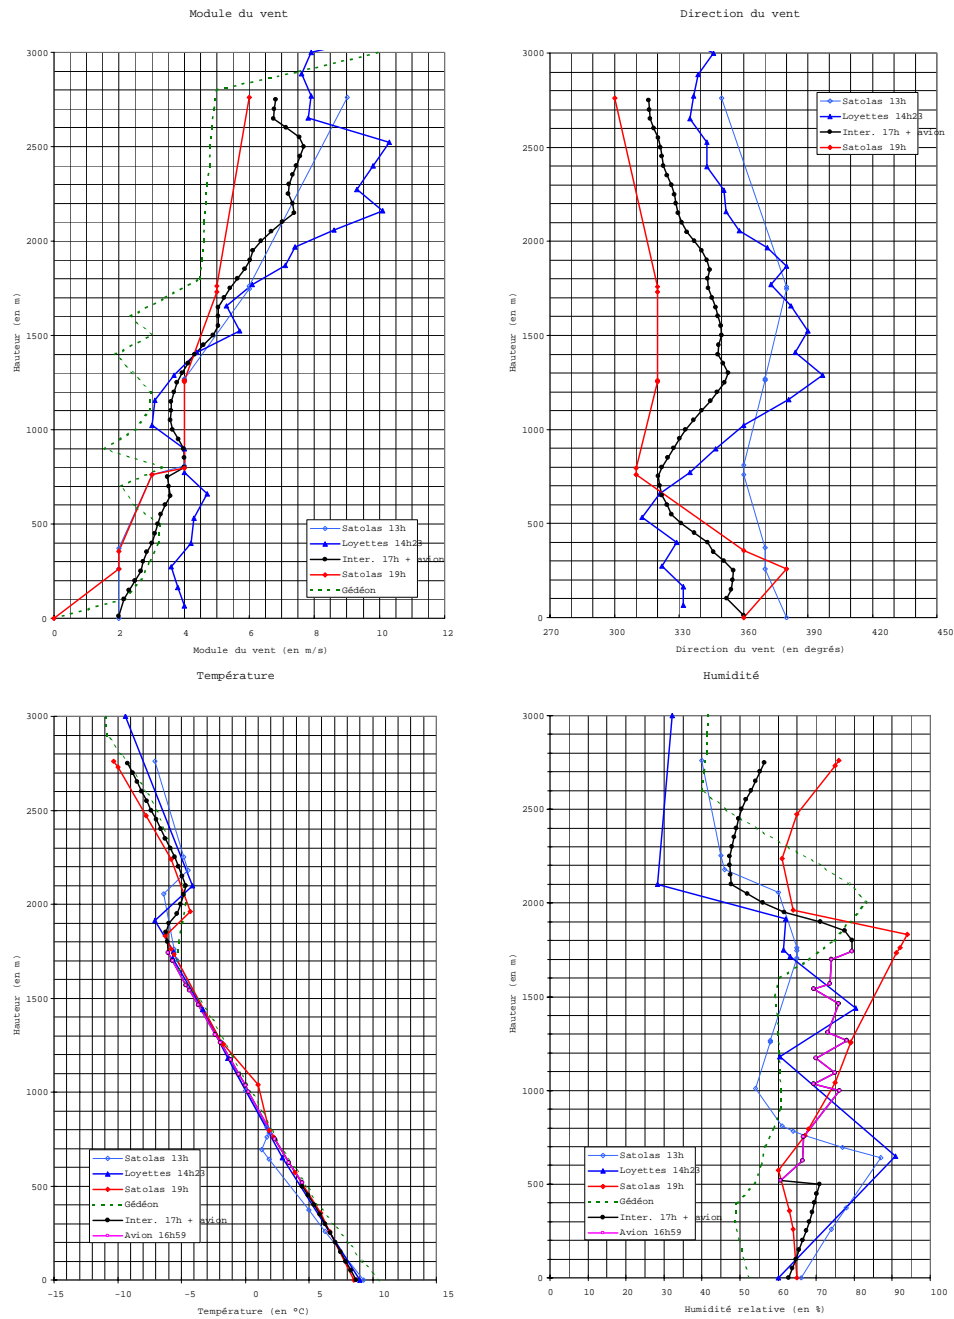 Module du vent
3000
2500
2000
1500
1000
500
0
Hauteur (en m)
0 2 4 6 8 10 12
Module du vent (en m/s)
Satolas 13h
Loyettes 14h23
Inter. 17h + avion
Satolas 19h
Gédéon
Direction du vent
3000
2500
2000
1500
1000
500
0
Hauteur (en m)
270 300 330 360 390 420 450
Direction du vent (en degrés)
Satolas 13h
Loyettes 14h23
Inter. 17h + avion
Satolas 19h
Température
3000
2500
2000
1500
1000
500
0
Hauteur (en m)
-15 -10 -5 0 5 10 15
Température (en °C)
Satolas 13h
Loyettes 14h23
Satolas 19h
Gédéon
Inter. 17h + avion
Avion 16h59
Humidité
3000
2500
2000
1500
1000
500
0
Hauteur (en m)
0 10 20 30 40 50 60 70 80 90 100
Humidité relative (en %)
Satolas 13h
Loyettes 14h23
Satolas 19h
Gédéon
Inter. 17h + avion
Avion 16h59